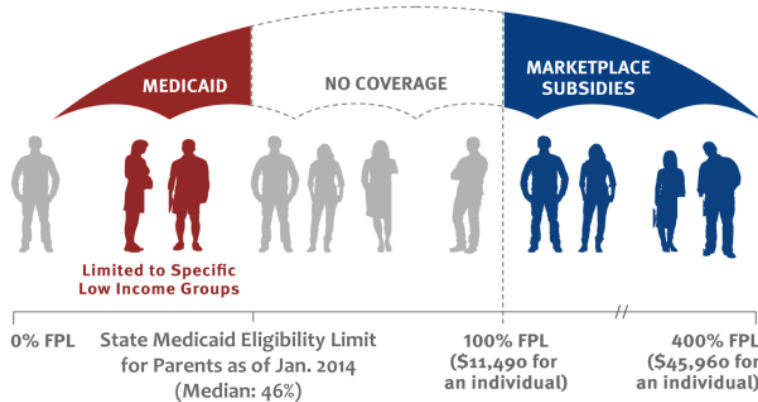 MEDICAID
NO COVERAGE
MARKETPLACE
SUBSIDIES
Limited to Specific
Low Income Groups
0% FPL
State Medicaid Eligibility Limit
for Parents as of Jan. 2014
(Median: 46%)
100% FPL
($11,490 for
an individual)
400% FPL
($45,960 for
an individual)